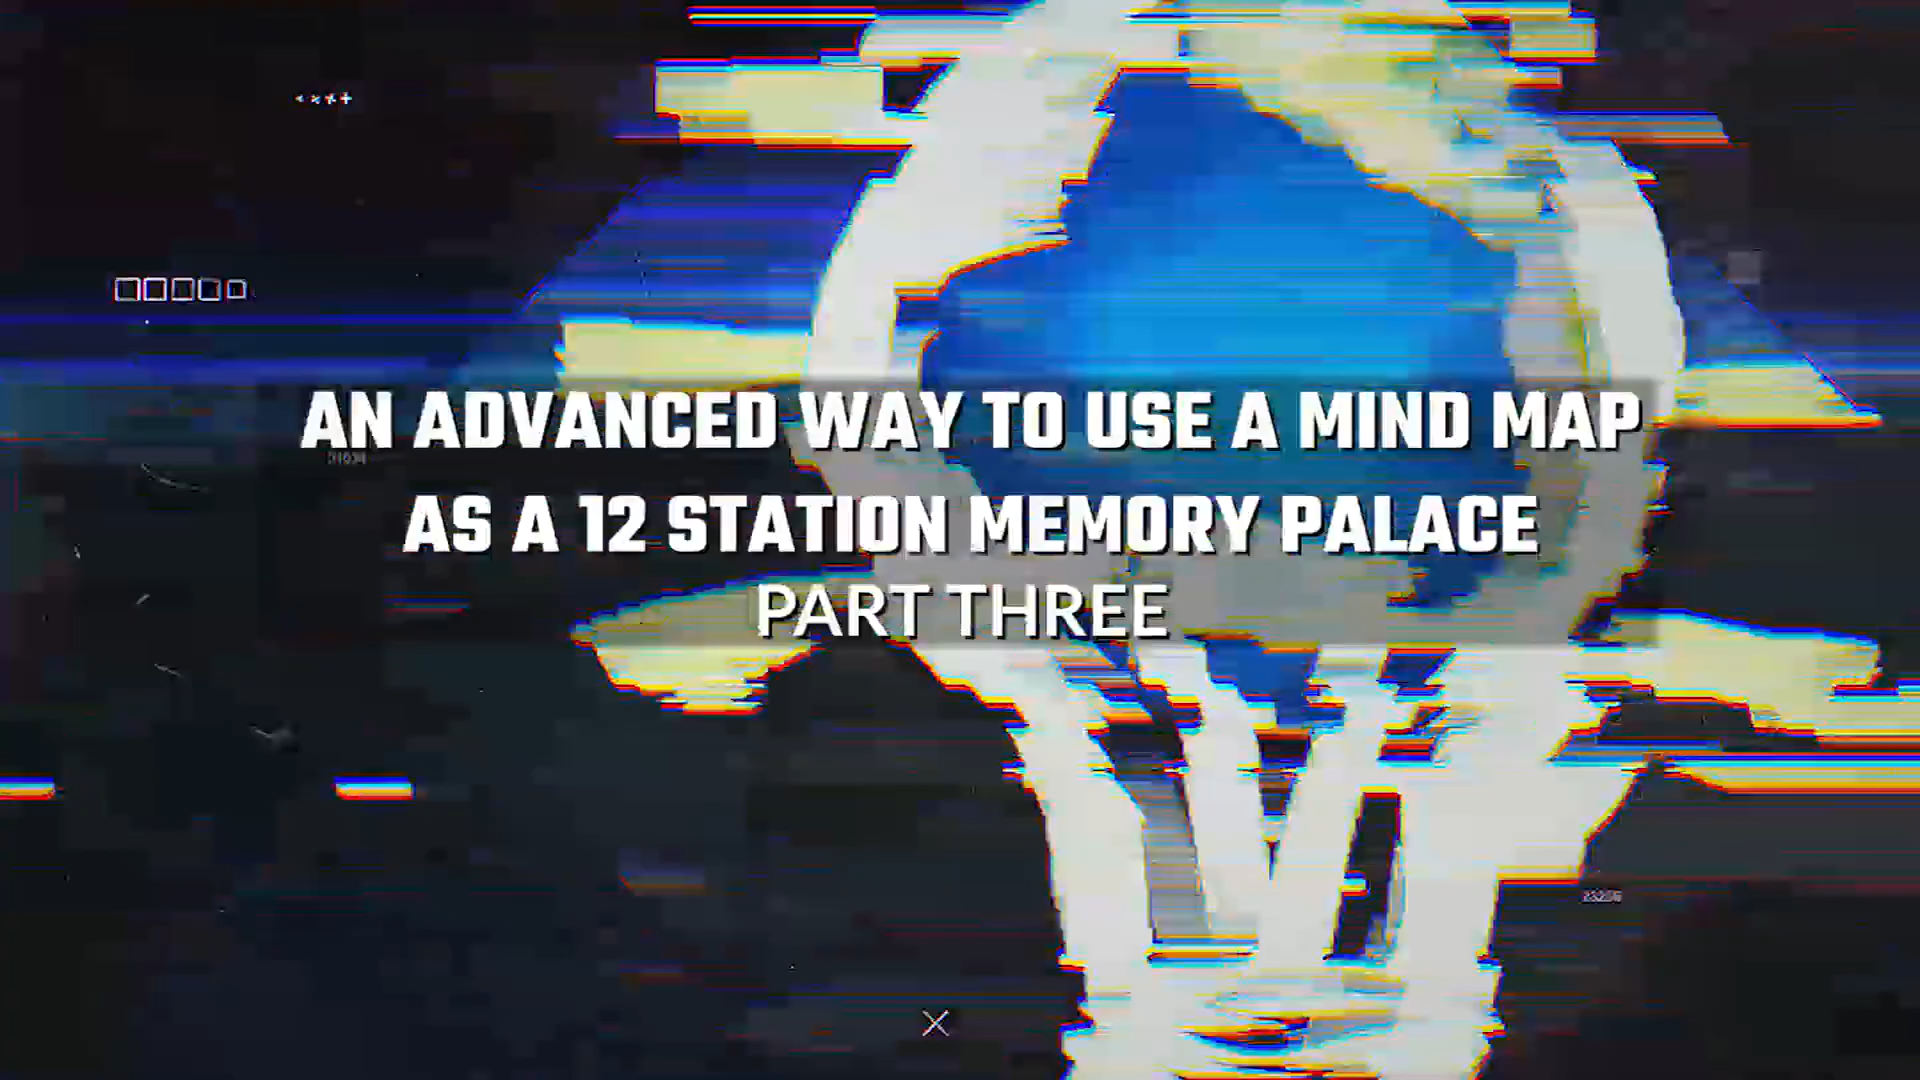 AN ADVANCED WAY TO USE A MIND MAP
AS A 12 STATION MEMORY PALACE
PART THREE